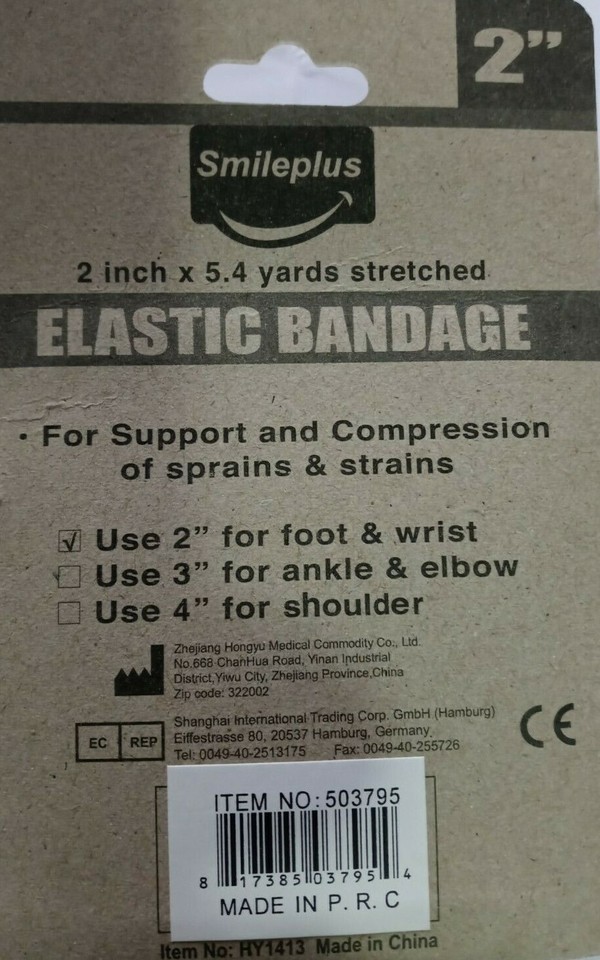 2”
Smileplus
2 inch x 5.4 yards stretched
ELASTIC BANDAGE
• For Support and Compression
of sprains & strains
☑ Use 2” for foot & wrist
☐ Use 3” for ankle & elbow
☐ Use 4” for shoulder
Zhejiang Hongyu Medical Commodity Co., Ltd.
No.668 ChanHua Road, Yinan Industrial
District,Yiwu City, Zhejiang Province,China
Zip code: 322002
EC REP
Shanghai International Trading Corp. GmbH (Hamburg)
Eiffestrasse 80, 20537 Hamburg, Germany
Tel: 0049-40-2513175 Fax: 0049-40-255726
CE
ITEM NO:503795
8 17385 03795 4
MADE IN P. R. C
Item No: HY1413 Made in China